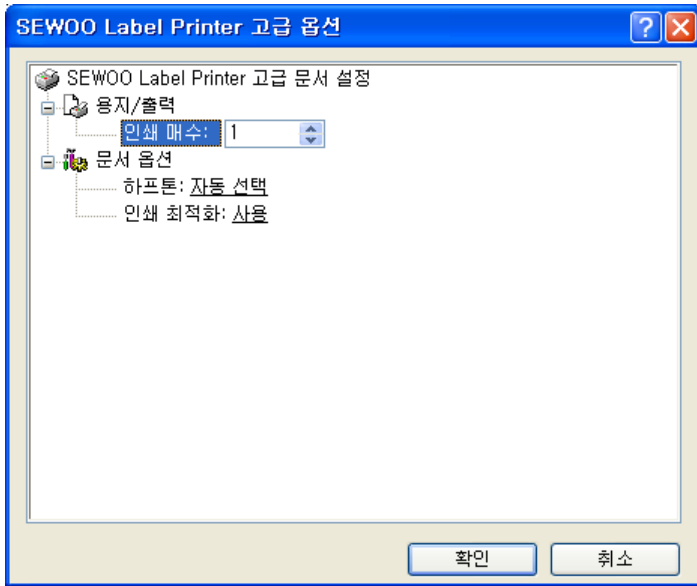 SEWOO Label Printer 고급 옵션
SEWOO Label Printer 고급 문서 설정
용지/출력
인쇄 매수: 1
문서 옵션
하프톤: 자동 선택
인쇄 최적화: 사용
확인 취소